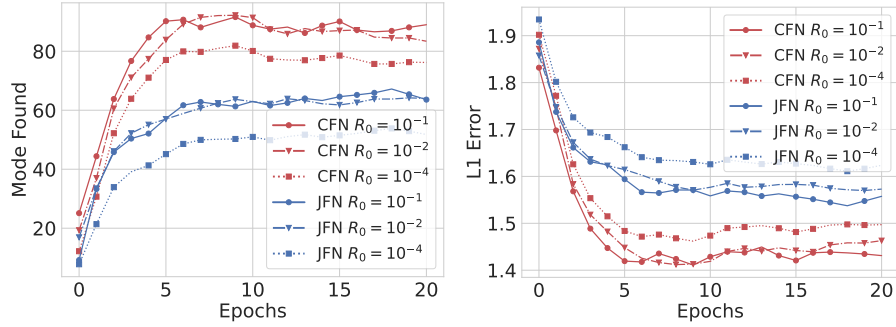 Mode Found
80
60
40
20
0
5
10
15
20
Epochs
CFN R₀ = 10⁻¹
CFN R₀ = 10⁻²
CFN R₀ = 10⁻⁴
JFN R₀ = 10⁻¹
JFN R₀ = 10⁻²
JFN R₀ = 10⁻⁴
L1 Error
1.9
1.8
1.7
1.6
1.5
1.4
0
5
10
15
20
Epochs
CFN R₀ = 10⁻¹
CFN R₀ = 10⁻²
CFN R₀ = 10⁻⁴
JFN R₀ = 10⁻¹
JFN R₀ = 10⁻²
JFN R₀ = 10⁻⁴